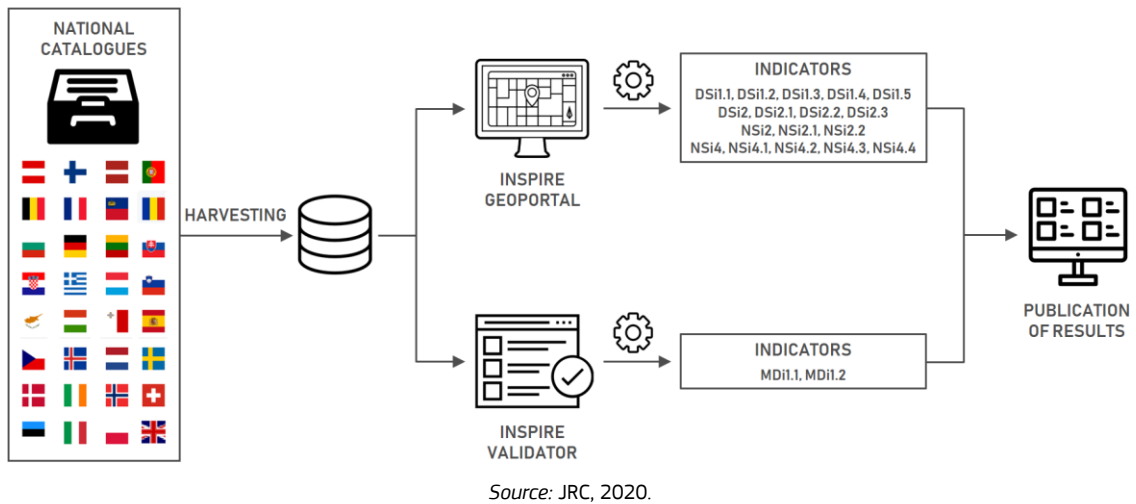 NATIONAL
CATALOGUES
HARVESTING
INSPIRE
GEOPORTAL
INDICATORS
DSi1.1, DSi1.2, DSi1.3, DSi1.4, DSi1.5
DSi2, DSi2.1, DSi2.2, DSi2.3
NSi2, NSi2.1, NSi2.2
NSi4, NSi4.1, NSi4.2, NSi4.3, NSi4.4
INSPIRE
VALIDATOR
INDICATORS
MDi1.1, MDi1.2
PUBLICATION
OF RESULTS
Source: JRC, 2020.